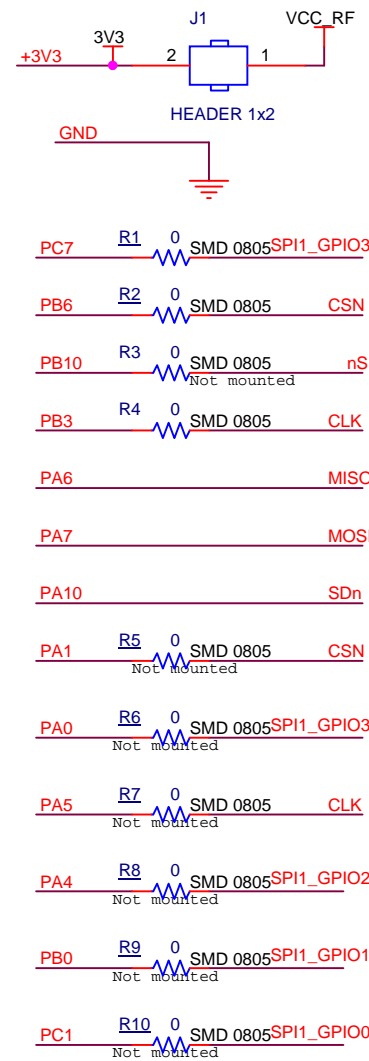 J1 VCC_RF
3V3
+3V3 2 1
HEADER 1x2
GND
PC7 R1 0 SMD 0805 SPI1_GPIO3
PB6 R2 0 SMD 0805 CSN
PB10 R3 0 SMD 0805 nS
Not mounted
PB3 R4 0 SMD 0805 CLK
PA6 MISO
PA7 MOSI
PA10 SDn
PA1 R5 0 SMD 0805 CSN
Not mounted
PA0 R6 0 SMD 0805 SPI1_GPIO3
Not mounted
PA5 R7 0 SMD 0805 CLK
Not mounted
PA4 R8 0 SMD 0805 SPI1_GPIO2
Not mounted
PB0 R9 0 SMD 0805 SPI1_GPIO1
Not mounted
PC1 R10 0 SMD 0805 SPI1_GPIO0
Not mounted